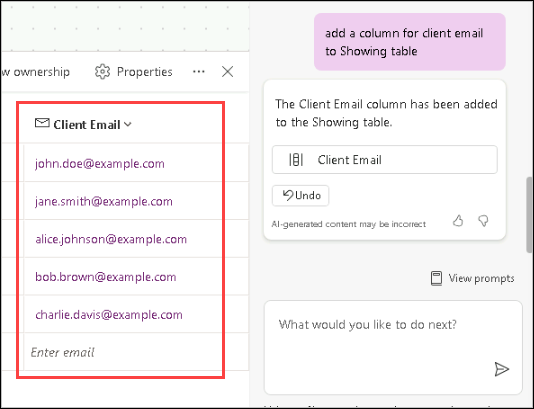 ow ownership
Properties
...
Client Email
john.doe@example.com
jane.smith@example.com
alice.johnson@example.com
bob.brown@example.com
charlie.davis@example.com
Enter email
add a column for client email
to Showing table
The Client Email column has been added
to the Showing table.
Client Email
Undo
AI-generated content may be incorrect
View prompts
What would you like to do next?